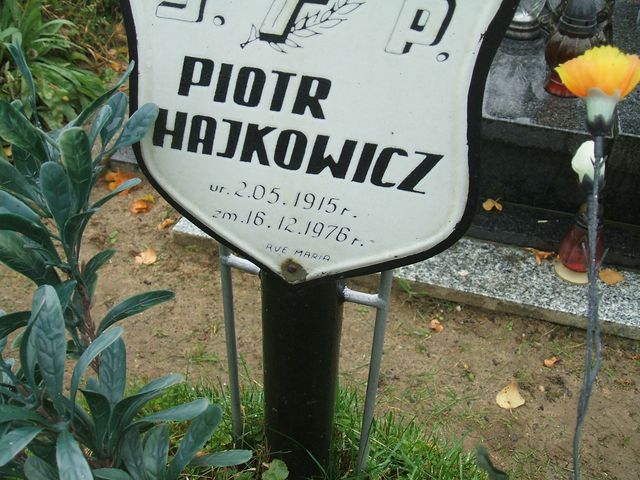 Ś. P.
PIOTR
HAJKOWICZ
ur. 2.05.1915 r.
zm. 16.12.1976 r.
AVE MARIA